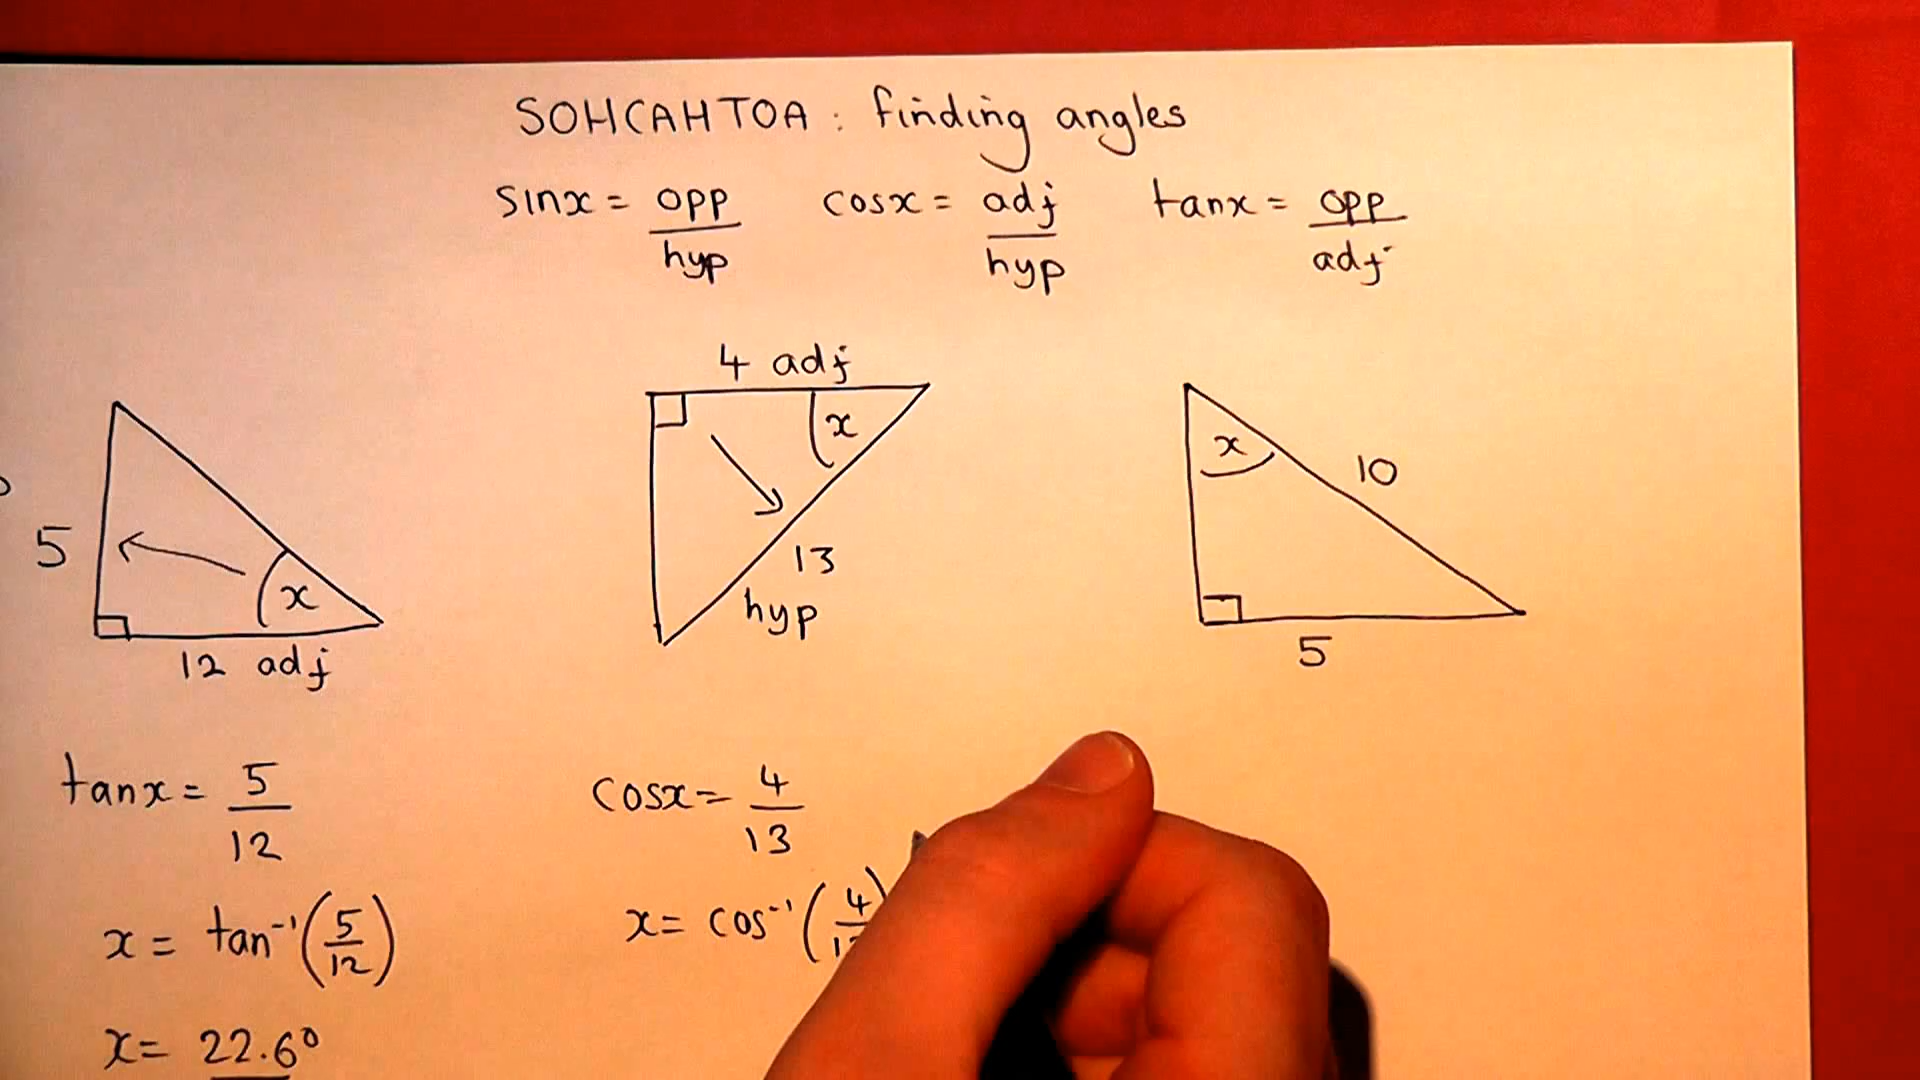 SOHCAHTOA : finding angles
sinx = opp/hyp cosx = adj/hyp tanx = opp/adj
5
x
12 adj
4 adj
x
13
hyp
x
10
5
tanx = 5/12
x = tan⁻¹(5/12)
x = 22.6°
cosx = 4/13
x = cos⁻¹(4/